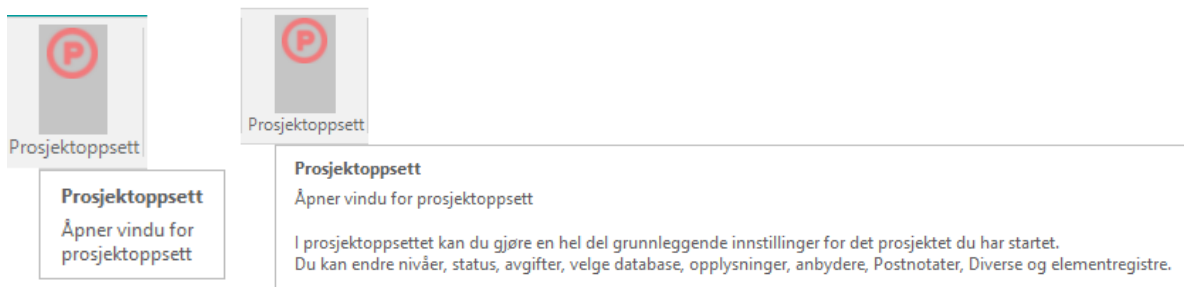 P
Prosjektoppsett
Prosjektoppsett
Åpner vindu for
prosjektoppsett
P
Prosjektoppsett
Prosjektoppsett
Åpner vindu for prosjektoppsett
I prosjektoppsettet kan du gjøre en hel del grunnleggende innstillinger for det prosjektet du har startet.
Du kan endre nivåer, status, avgifter, velge database, opplysninger, anbydere, Postnotater, Diverse og elementregistre.